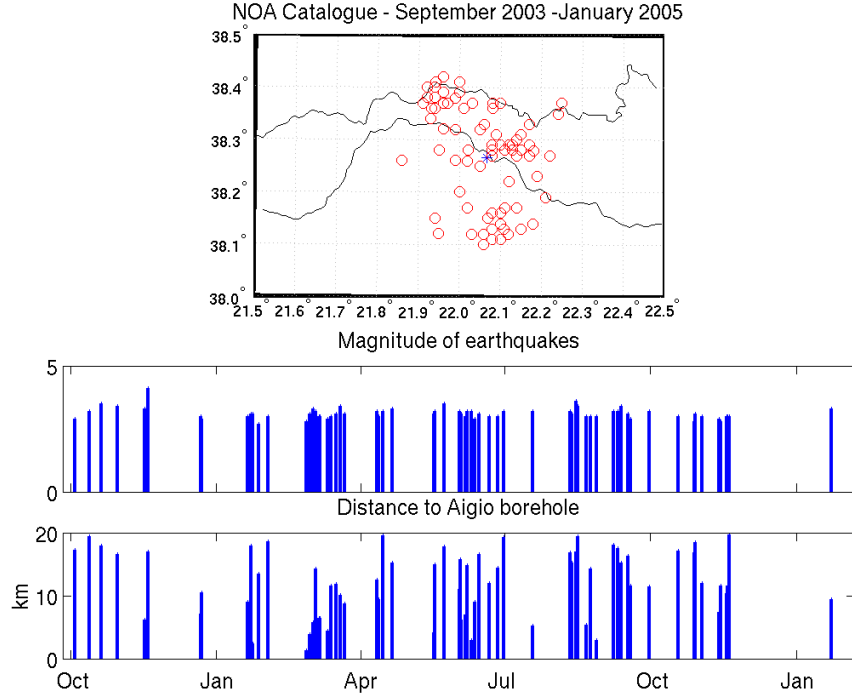 NOA Catalogue - September 2003 -January 2005
38.5°
38.4°
38.3°
38.2°
38.1°
38.0°
21.5° 21.6° 21.7° 21.8° 21.9° 22.0° 22.1° 22.2° 22.3° 22.4° 22.5°
Magnitude of earthquakes
5
0
Distance to Aigio borehole
20
10
0
km
Oct Jan Apr Jul Oct Jan